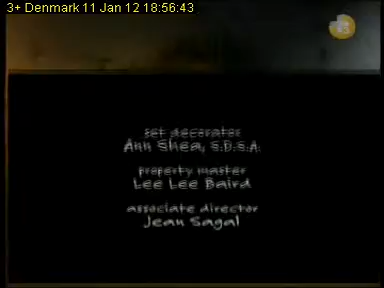 3+ Denmark 11 Jan 12 18:56:43
set decorator
Ann Shea, S.D.S.A.
property master
Lee Lee Baird
associate director
Jean Sagal